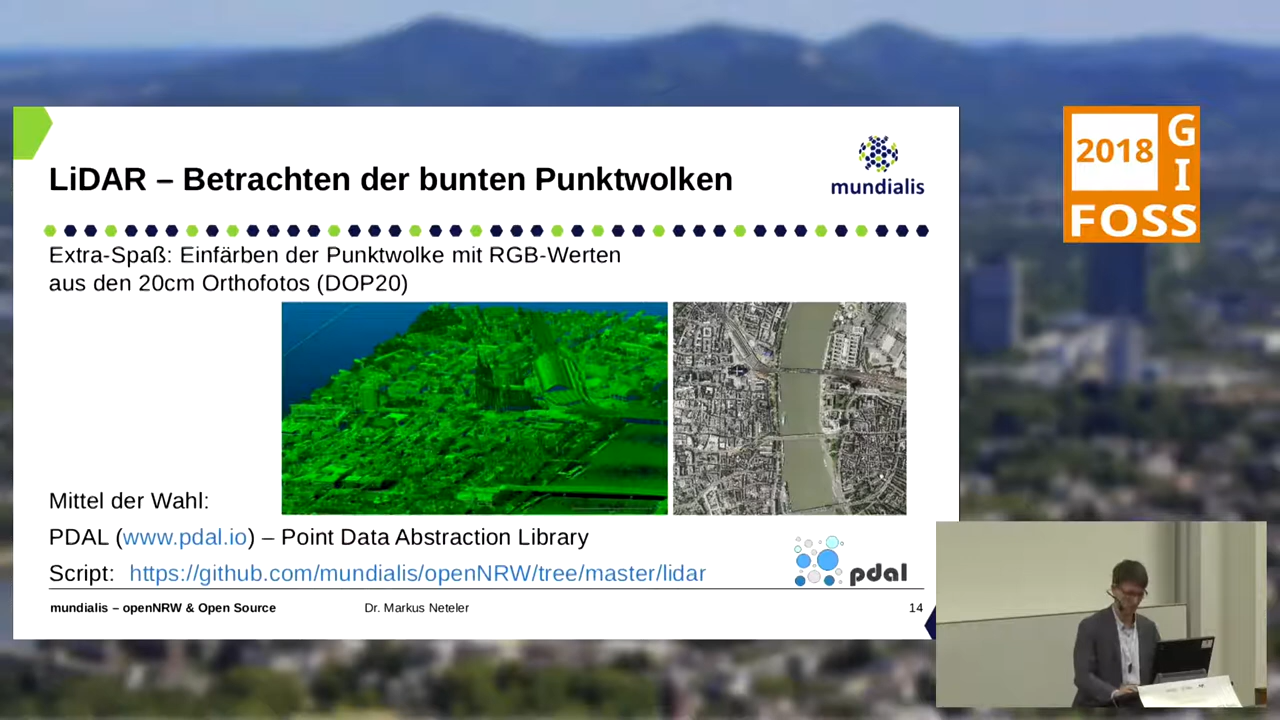 LiDAR – Betrachten der bunten Punktwolken
mundialis
Extra-Spaß: Einfärben der Punktwolke mit RGB-Werten
aus den 20cm Orthofotos (DOP20)
Mittel der Wahl:
PDAL (www.pdal.io) – Point Data Abstraction Library
Script: https://github.com/mundialis/openNRW/tree/master/lidar
pdal
mundialis – openNRW & Open Source Dr. Markus Neteler 14
2018
GI
FOSS